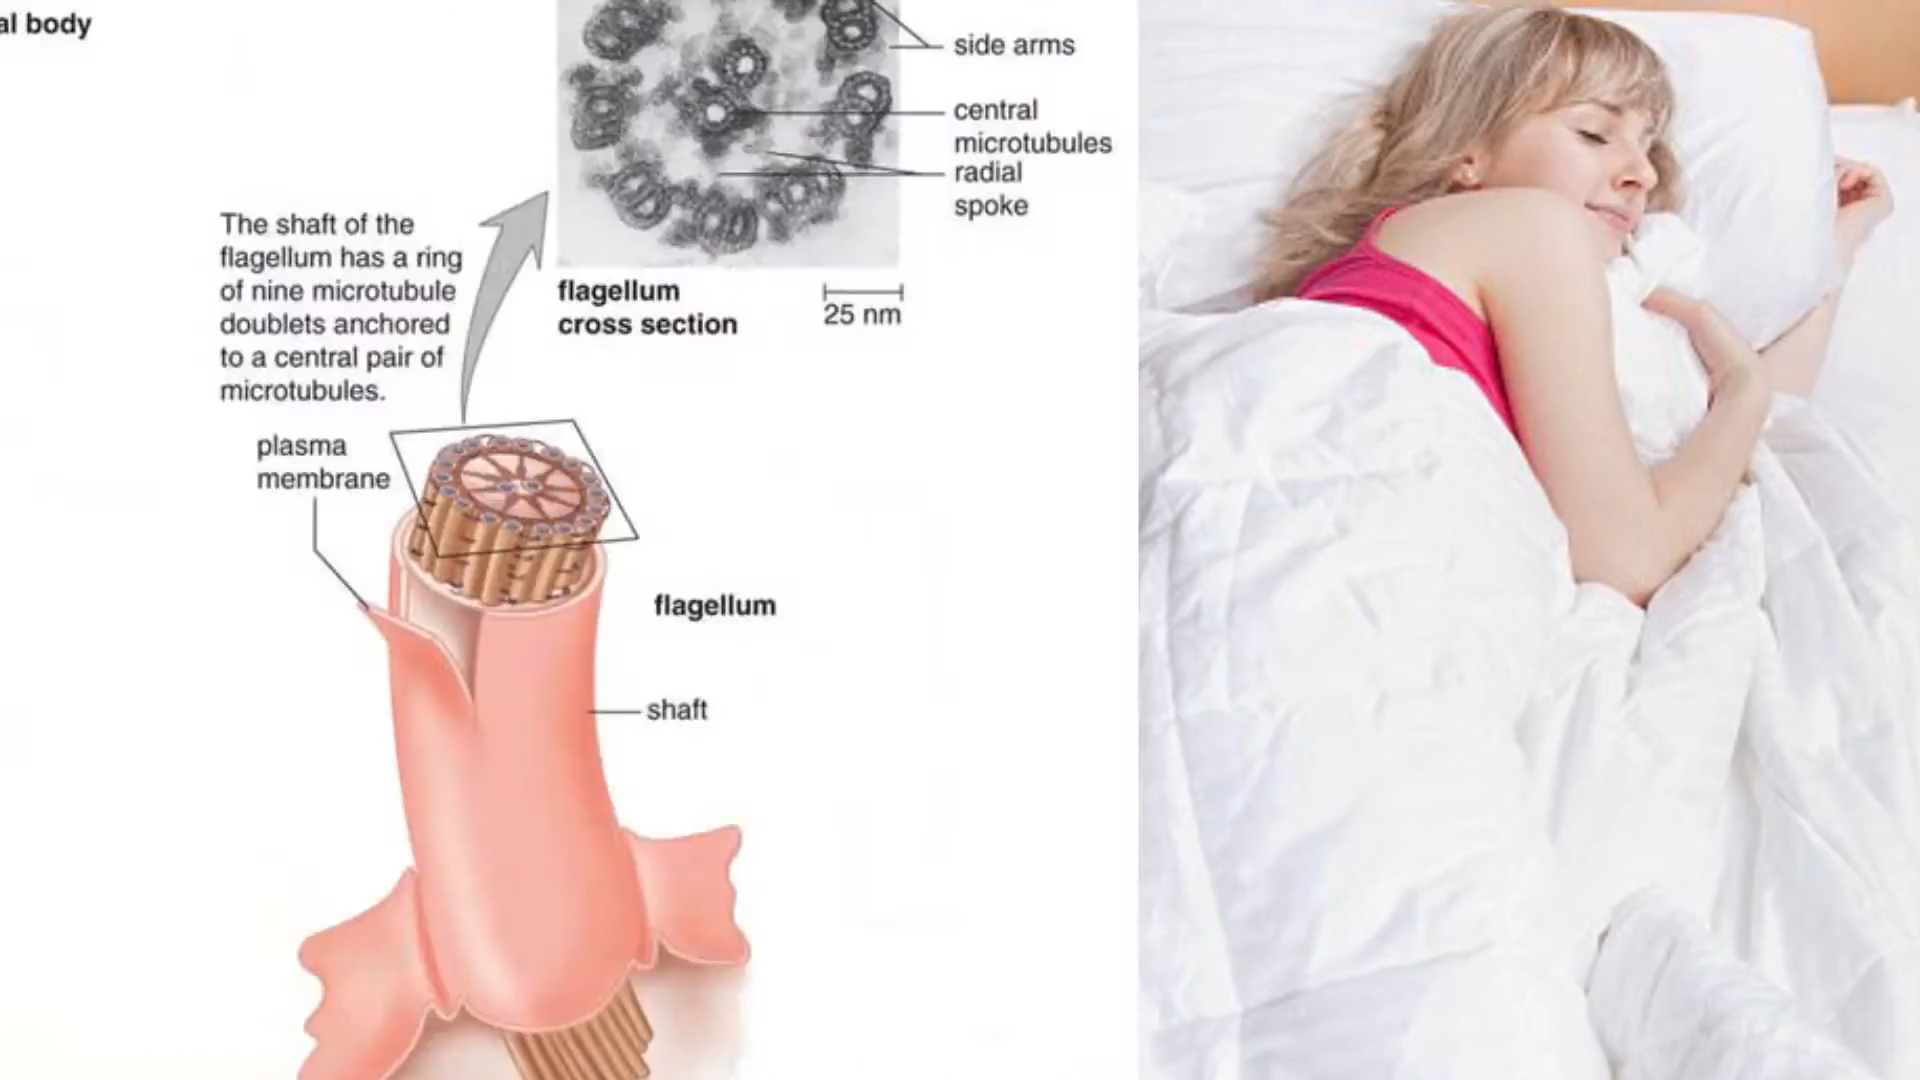 al body
side arms
central
microtubules
radial
spoke
The shaft of the
flagellum has a ring
of nine microtubule
doublets anchored
to a central pair of
microtubules.
flagellum
cross section
25 nm
plasma
membrane
flagellum
shaft